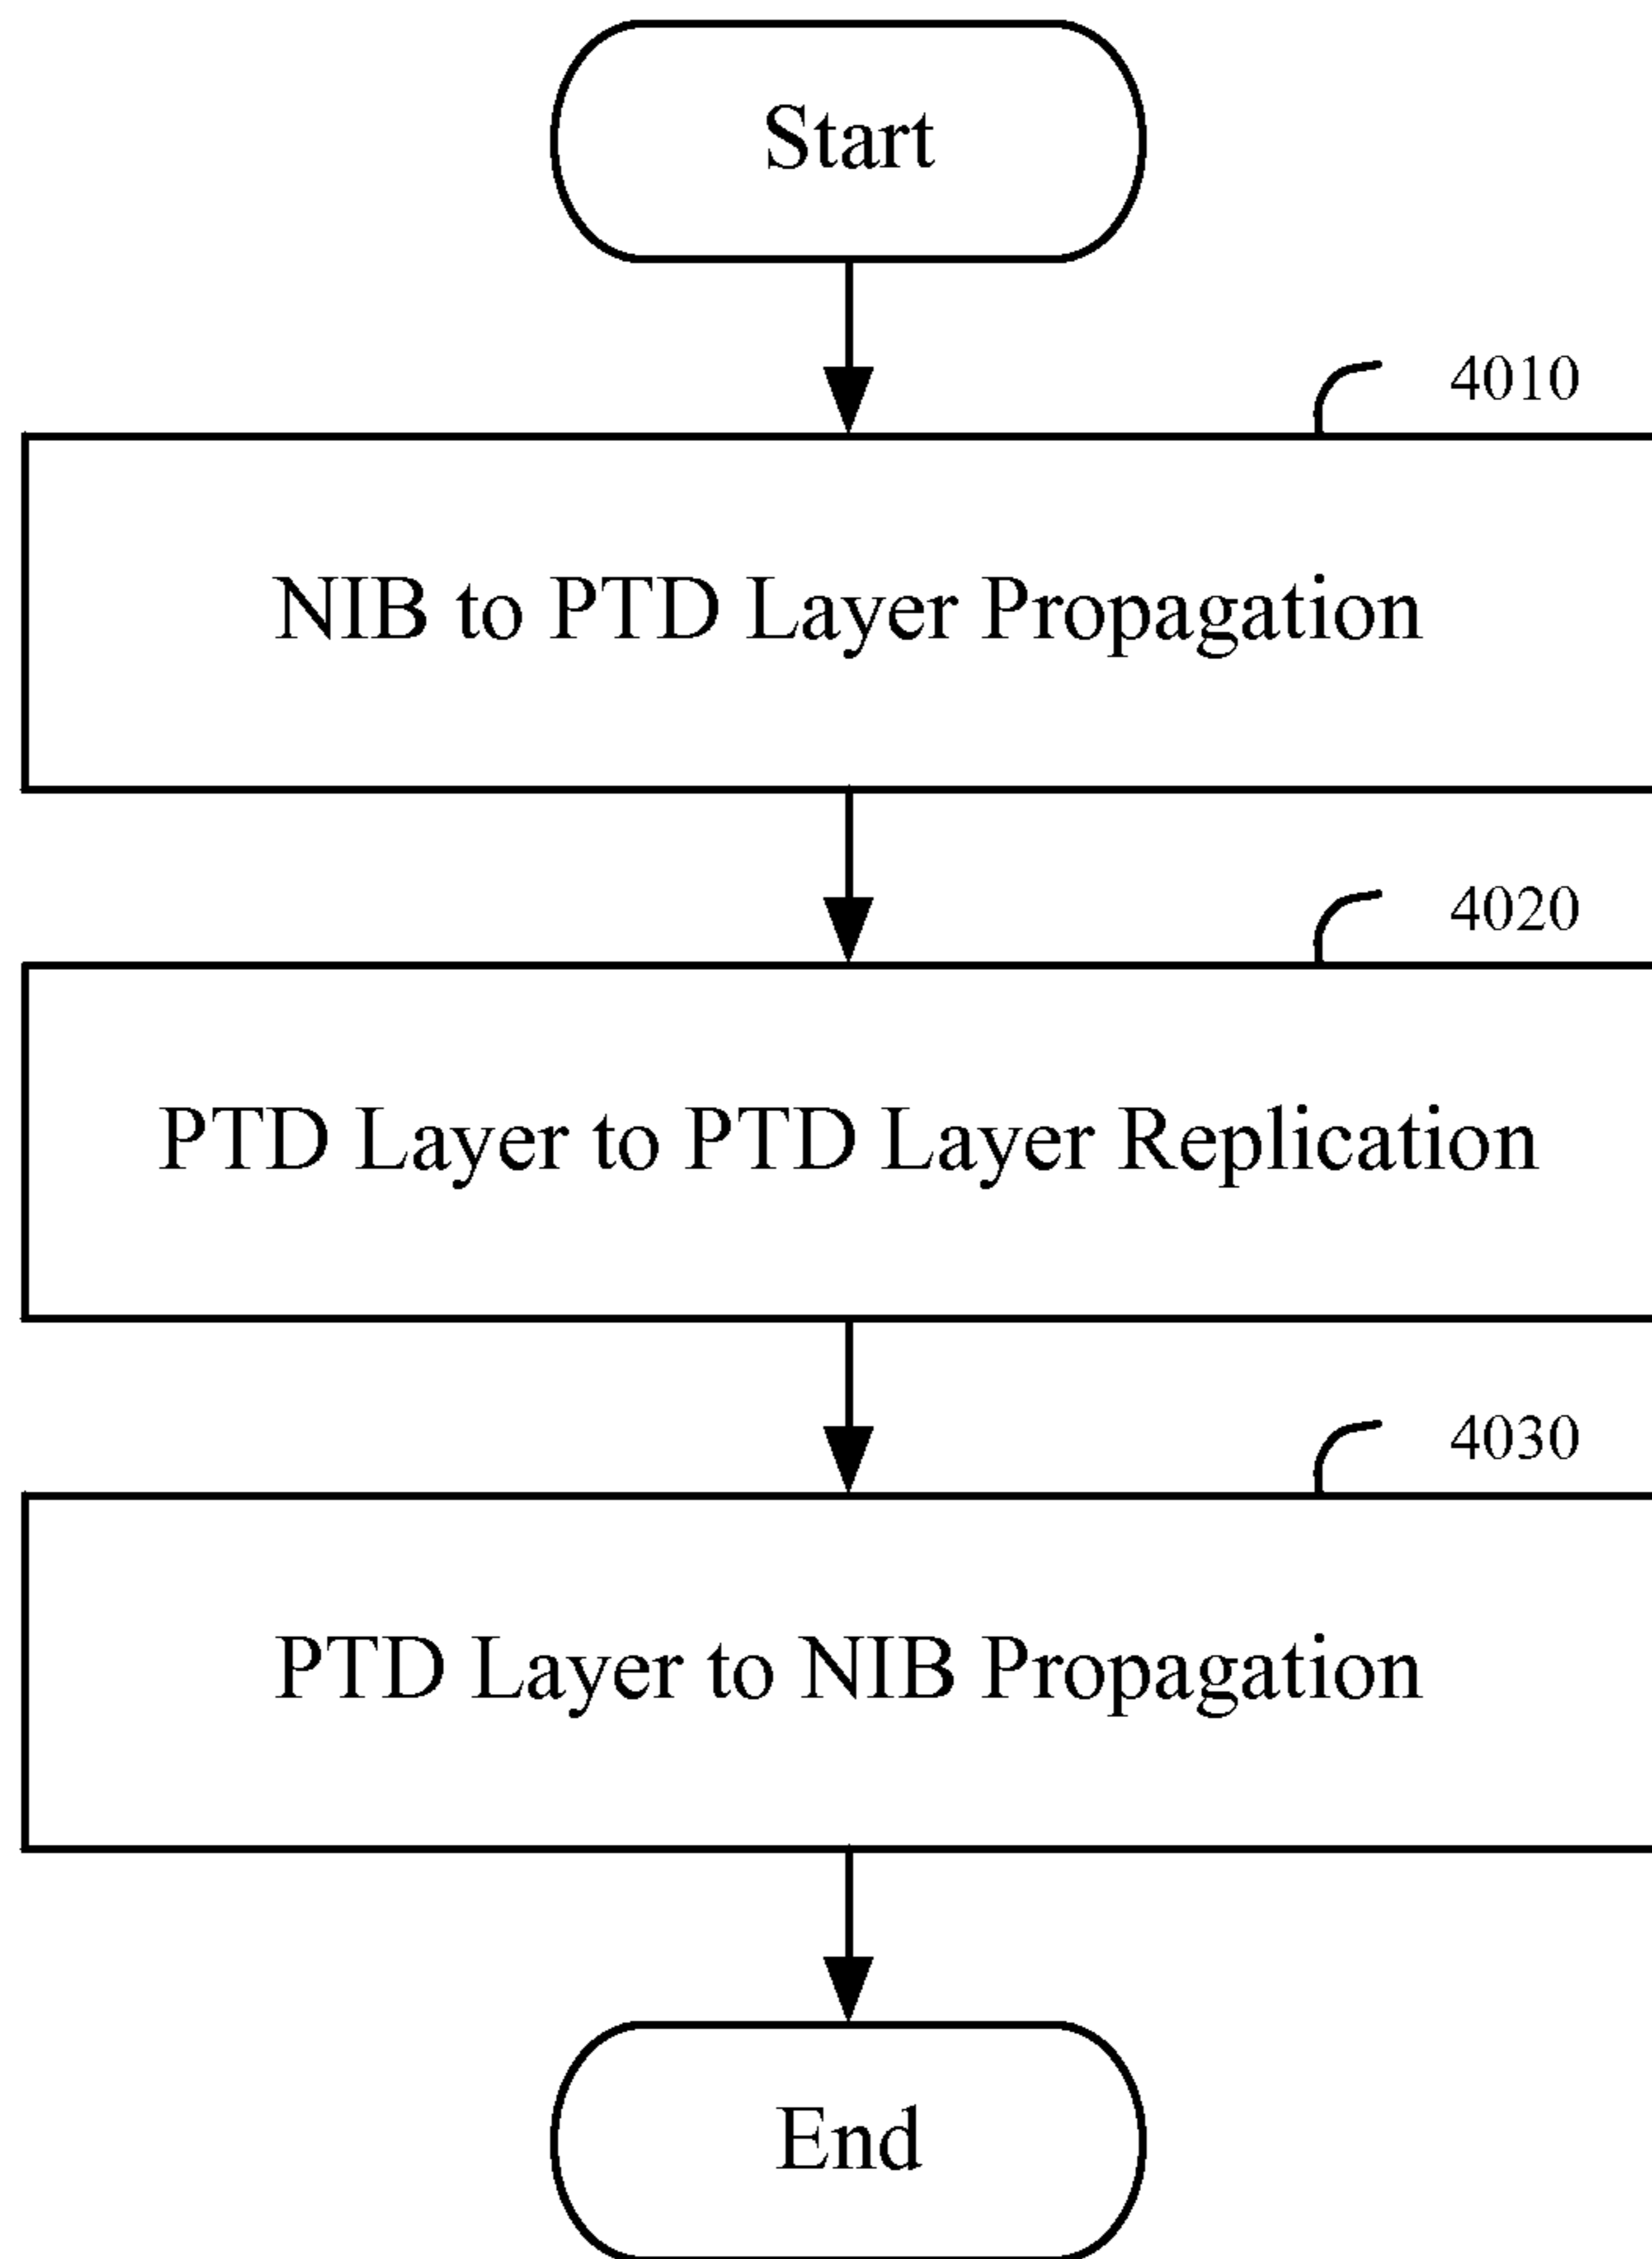 Start
4010
NIB to PTD Layer Propagation
4020
PTD Layer to PTD Layer Replication
4030
PTD Layer to NIB Propagation
End